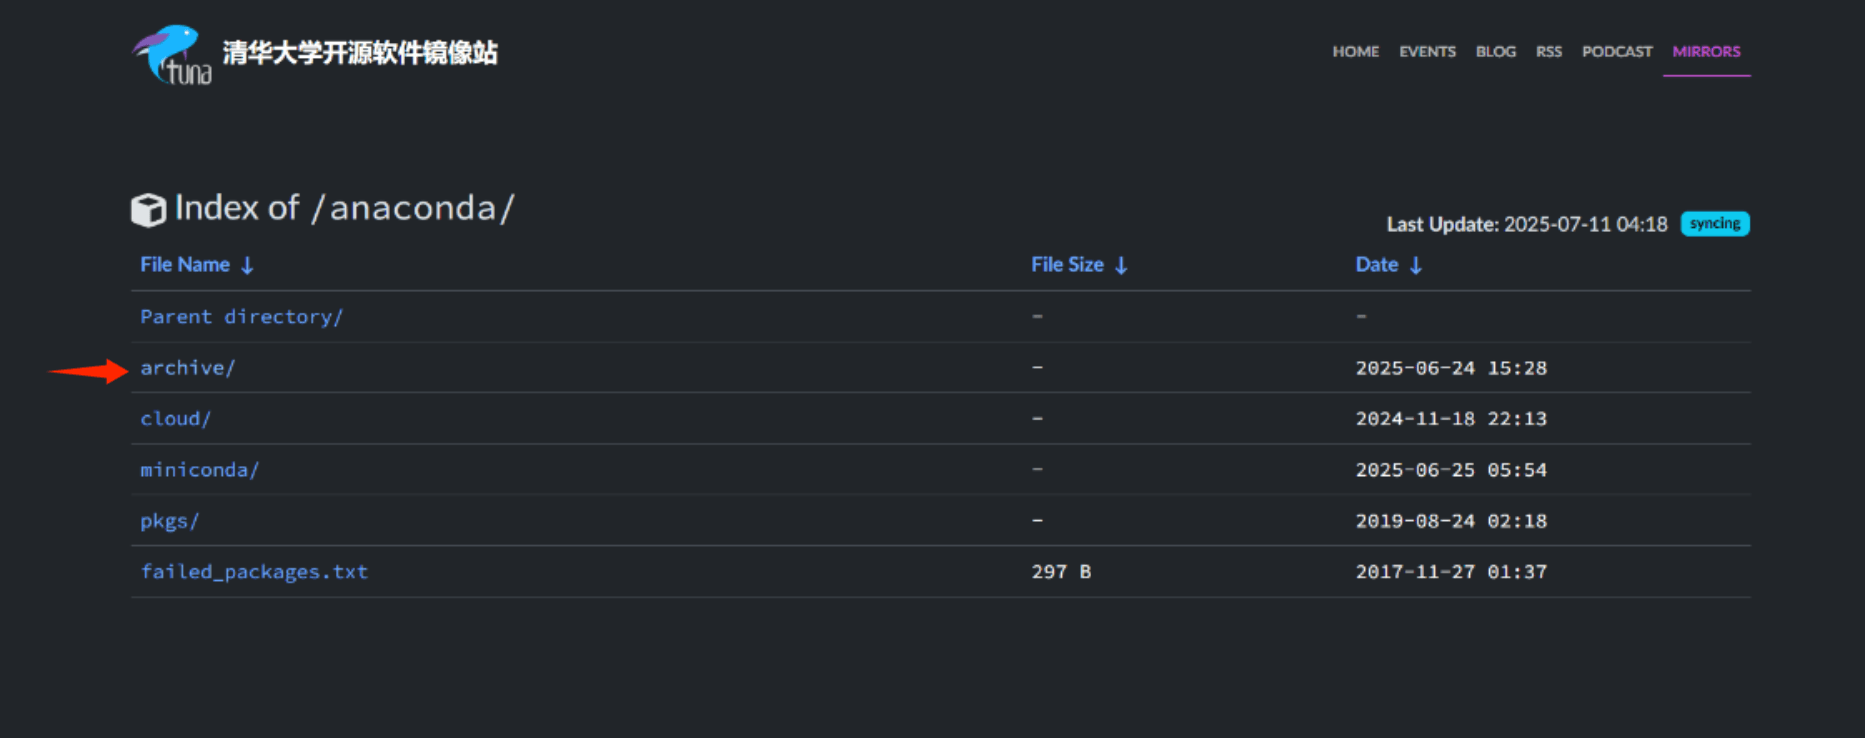 tuna 清华大学开源软件镜像站
HOME EVENTS BLOG RSS PODCAST MIRRORS
Index of /anaconda/
Last Update: 2025-07-11 04:18 syncing
File Name ↓ File Size ↓ Date ↓
Parent directory/ - -
archive/ - 2025-06-24 15:28
cloud/ - 2024-11-18 22:13
miniconda/ - 2025-06-25 05:54
pkgs/ - 2019-08-24 02:18
failed_packages.txt 297 B 2017-11-27 01:37